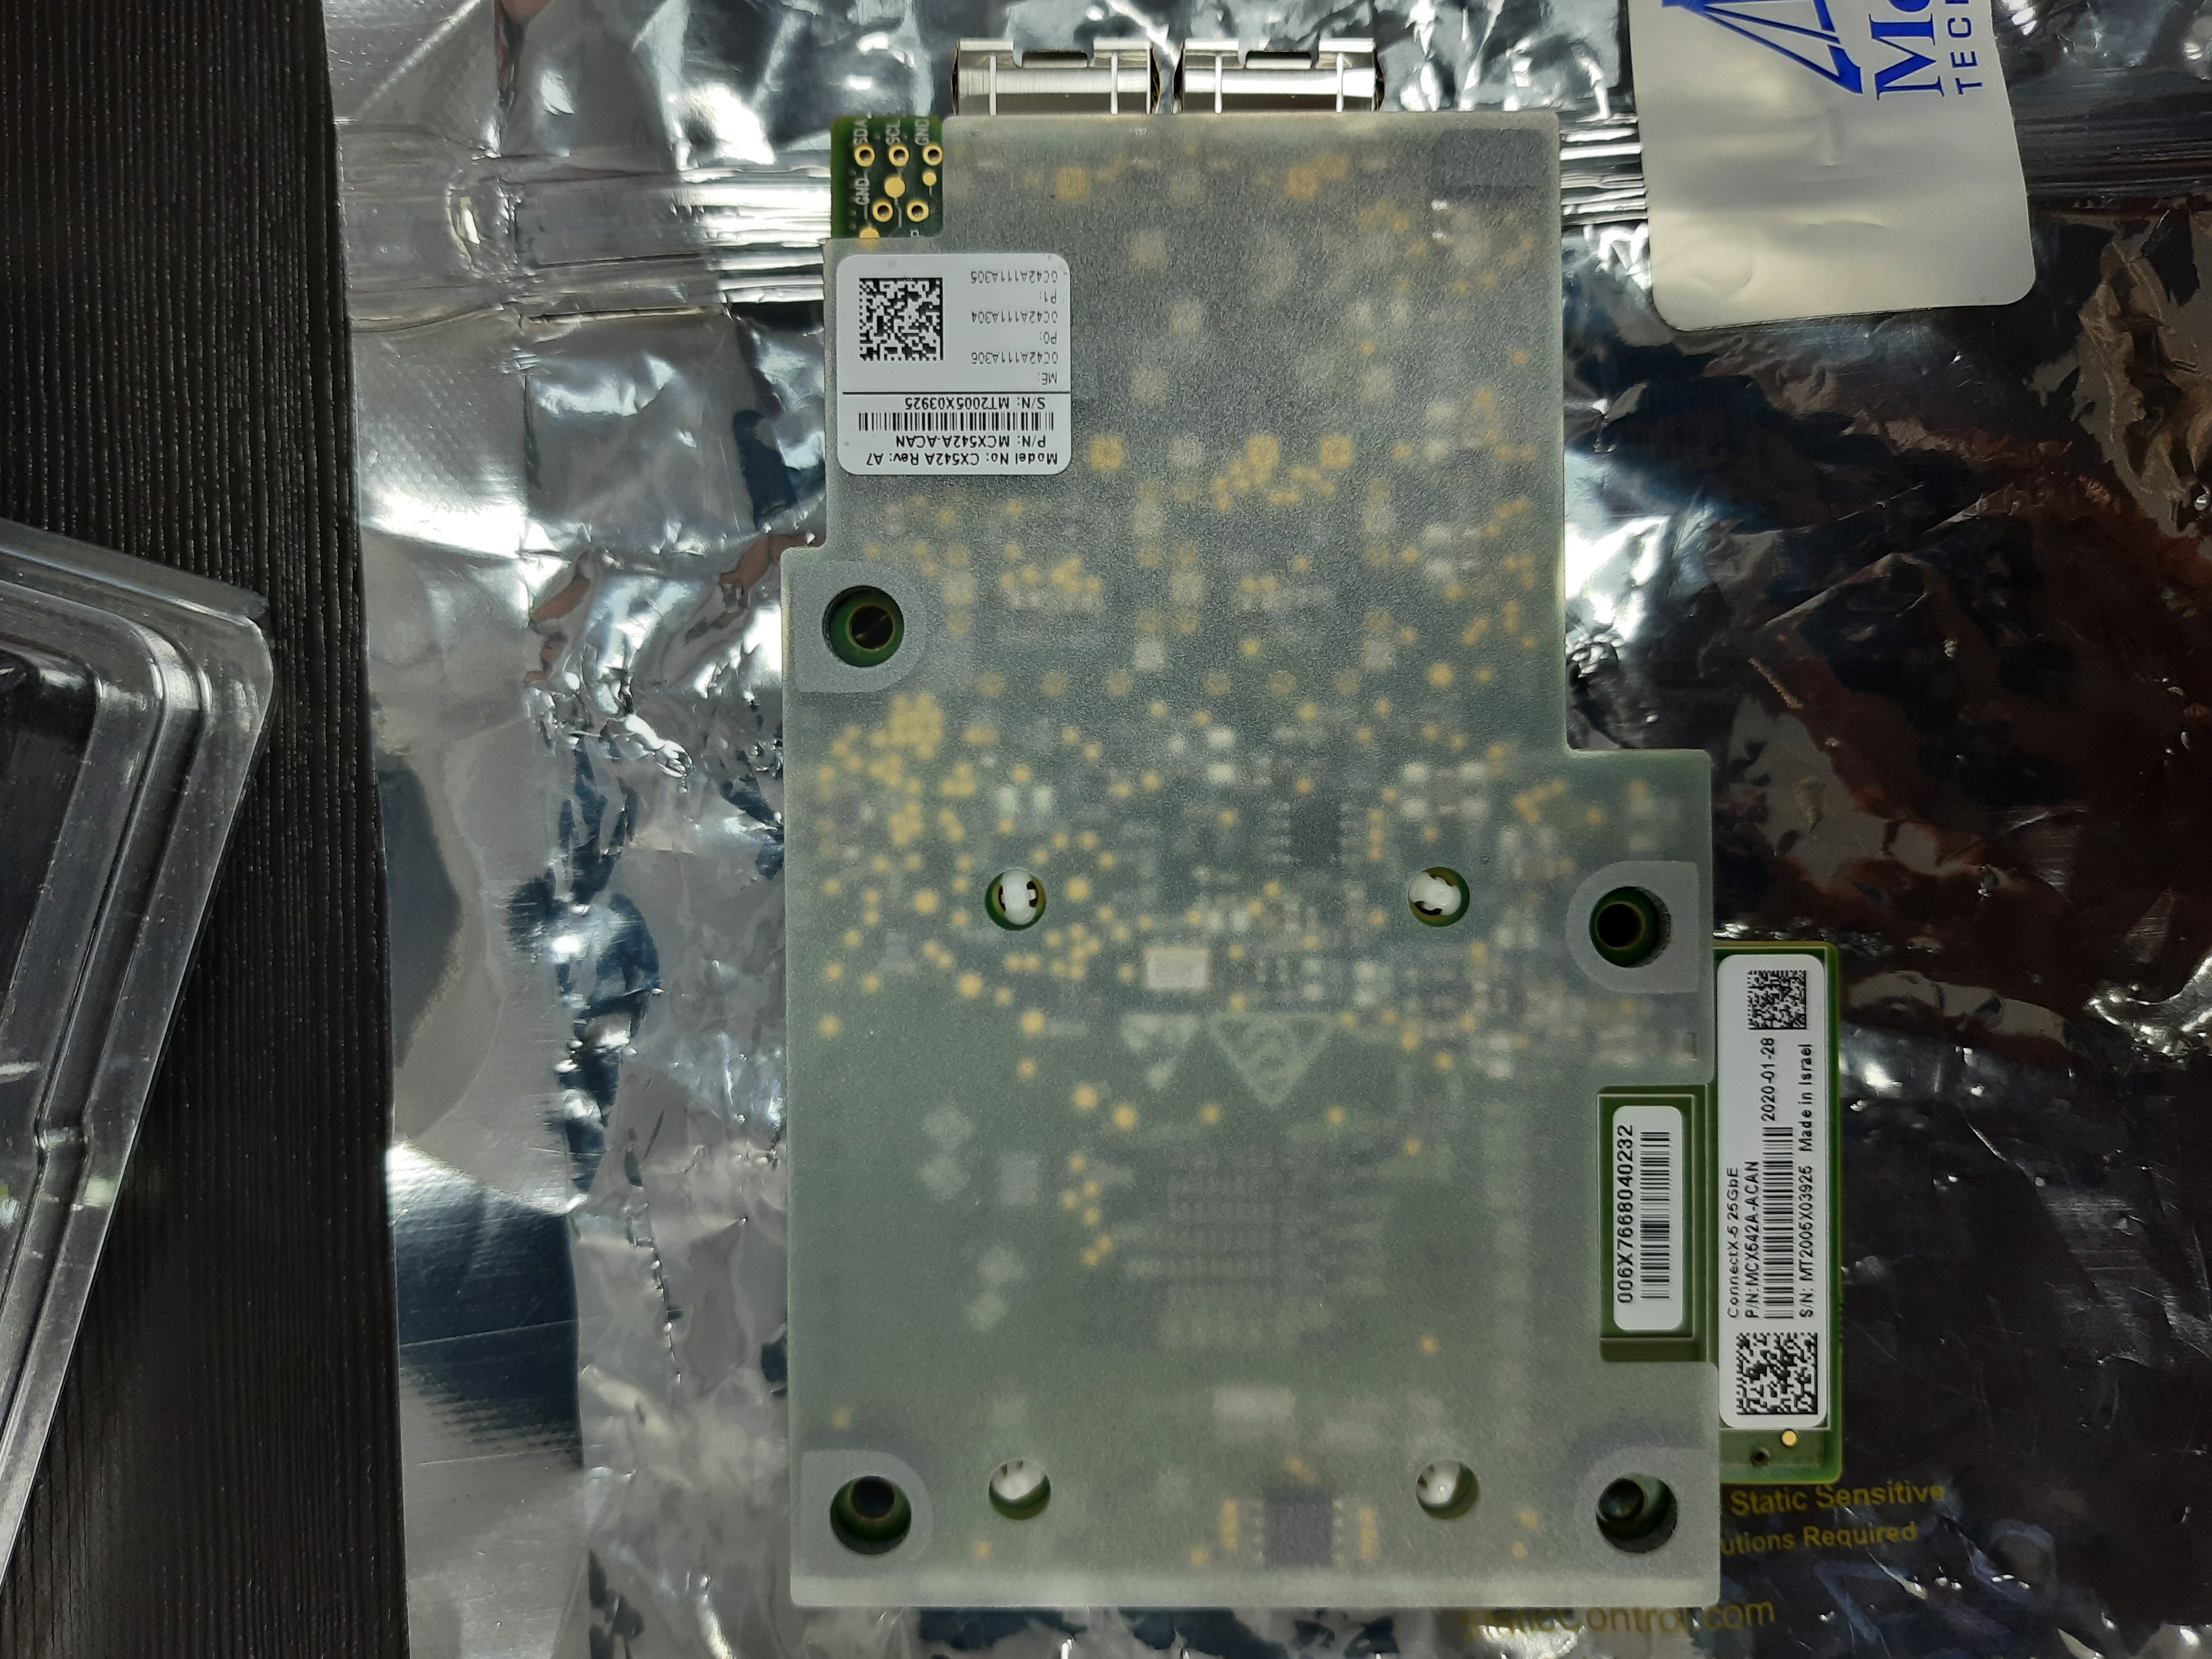 GND SDA
SCL
GND
Model No: CX542A Rev: A7
P/N: MCX542A-ACAN
S/N: MT2005X03925
ME:
0C42A111A306
P0:
0C42A111A304
P1:
0C42A111A305
006X7668040232
ConnectX-5 25GbE
P/N:MCX542A-ACAN
2020-01-28
S/N: MT2005X03925 Made in Israel
Static Sensitive
Required
TECH